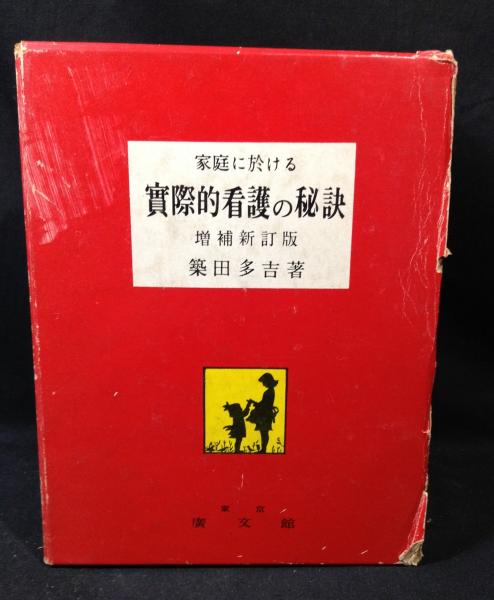 家庭に於ける
實際的看護の秘訣
増補新訂版
築田多吉著
東京
廣文館